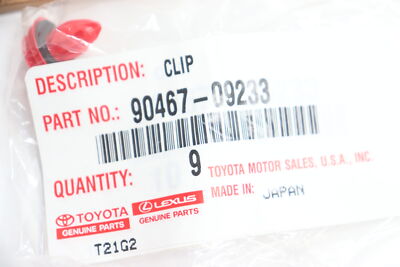 DESCRIPTION: CLIP
PART NO.: 90467-09233
QUANTITY: 9 TOYOTA MOTOR SALES, U.S.A., INC.
MADE IN: JAPAN
TOYOTA LEXUS
GENUINE PARTS GENUINE PARTS
T21G2